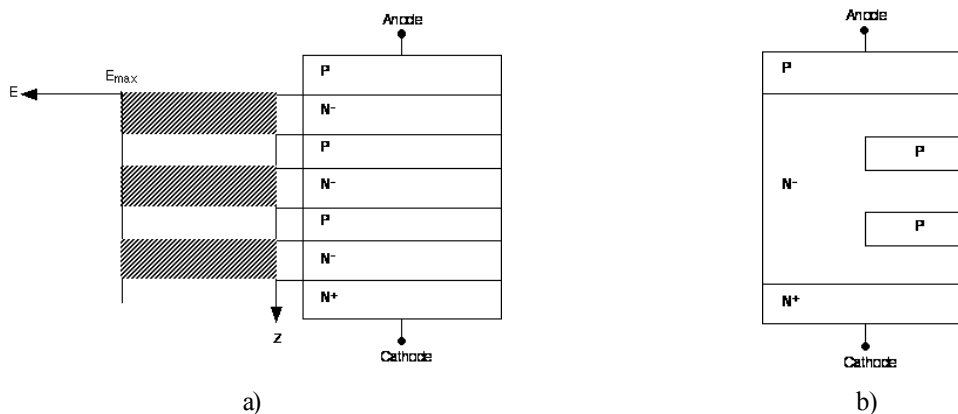 Anode
P
E
Emax
N-
P
N-
P
N-
N+
z
Cathode
a)
Anode
P
N-
P
P
N+
Cathode
b)